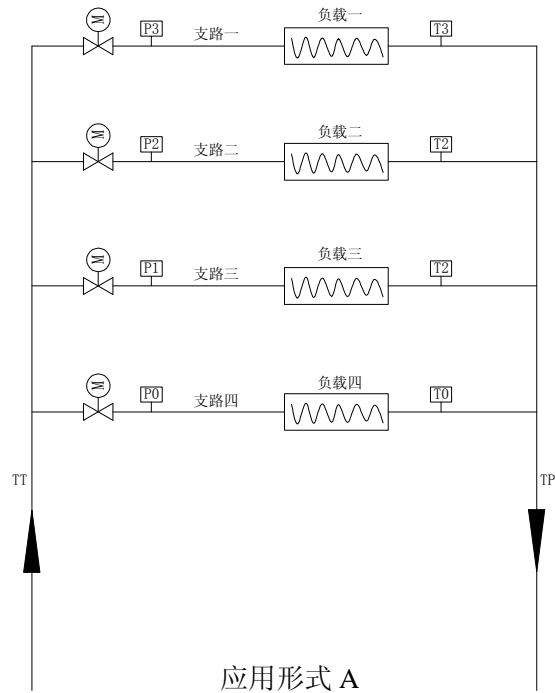 M P3 支路一 负载一 T3
M P2 支路二 负载二 T2
M P1 支路三 负载三 T2
M P0 支路四 负载四 T0
TT TP
应用形式 A